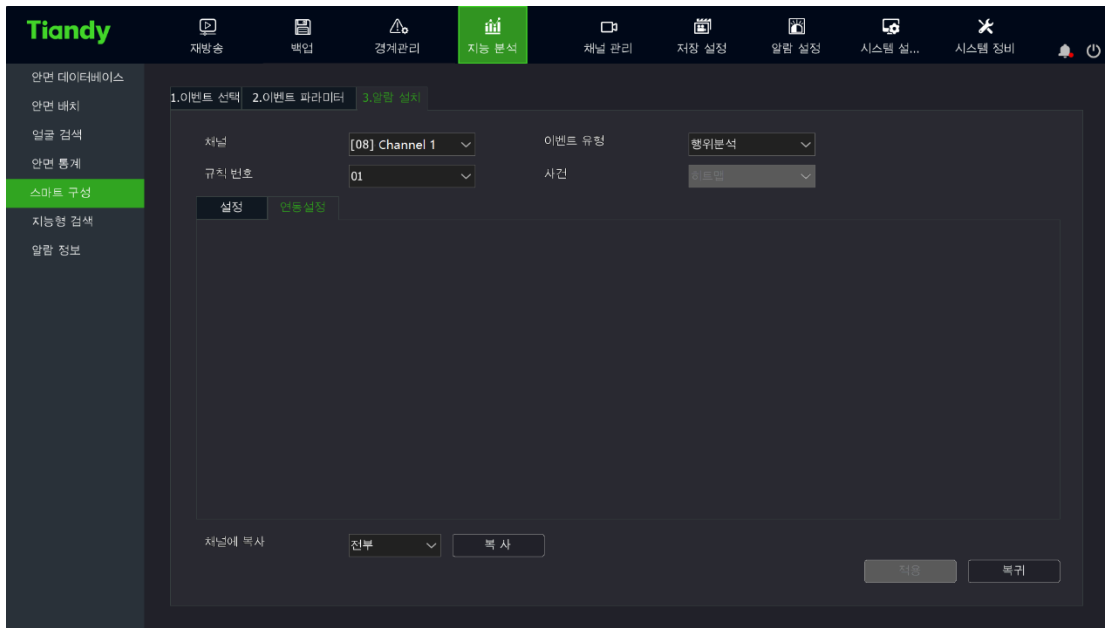 Tiandy
재방송
백업
경계관리
지능 분석
채널 관리
저장 설정
알람 설정
시스템 설...
시스템 정비
안면 데이터베이스
안면 배치
얼굴 검색
안면 통계
스마트 구성
지능형 검색
알람 정보
1.이벤트 선택 2.이벤트 파라미터 3.알람 설치
채널 [08] Channel 1 이벤트 유형 행위분석
규칙 번호 01 사건 히트맵
설정 연동설정
채널에 복사 전부 복 사
적용 복귀